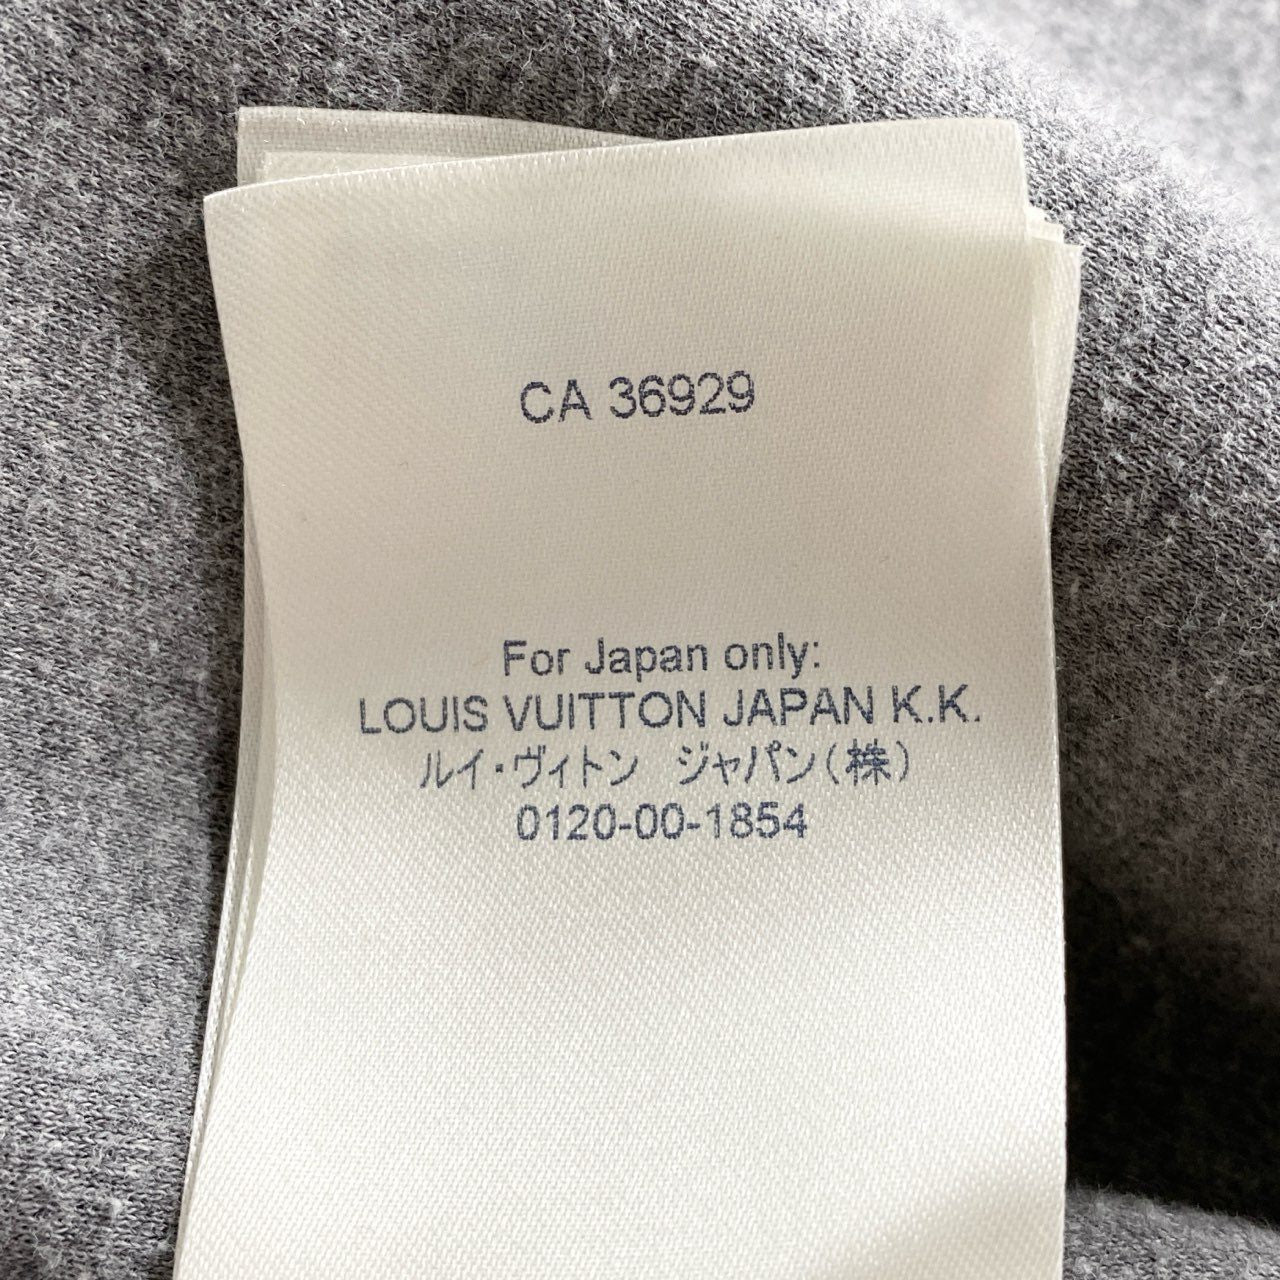 CA 36929
For Japan only:
LOUIS VUITTON JAPAN K.K.
ルイ・ヴィトン　ジャパン(株)
0120-00-1854